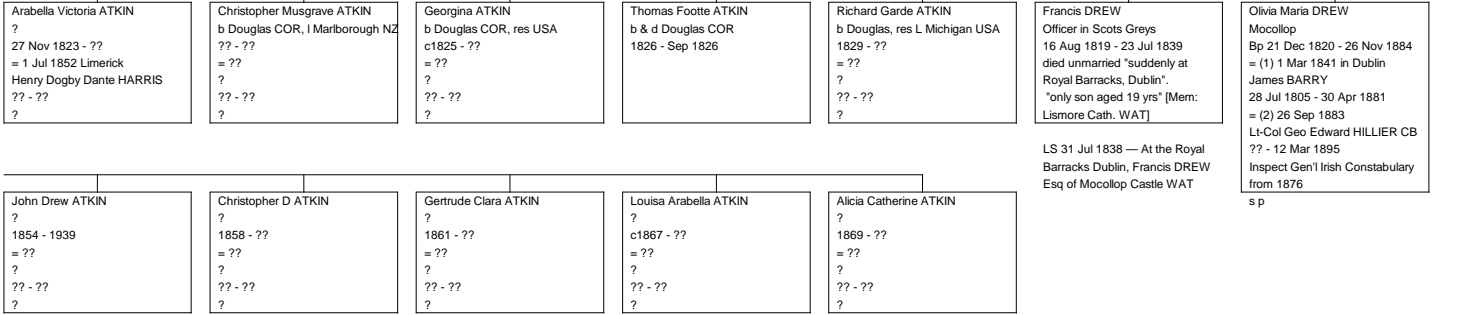 Arabella Victoria ATKIN
?
27 Nov 1823 - ??
= 1 Jul 1852 Limerick
Henry Dogby Dante HARRIS
?? - ??
?
Christopher Musgrave ATKIN
b Douglas COR, l Marlborough NZ
?? - ??
= ??
?
?? - ??
?
Georgina ATKIN
b Douglas COR, res USA
c1825 - ??
= ??
?
?? - ??
?
Thomas Footte ATKIN
b & d Douglas COR
1826 - Sep 1826
Richard Garde ATKIN
b Douglas, res L Michigan USA
1829 - ??
= ??
?
?? - ??
?
Francis DREW
Officer in Scots Greys
16 Aug 1819 - 23 Jul 1839
died unmarried "suddenly at
Royal Barracks, Dublin".
"only son aged 19 yrs" [Mem:
Lismore Cath. WAT]
LS 31 Jul 1838 — At the Royal
Barracks Dublin, Francis DREW
Esq of Mocollop Castle WAT
Olivia Maria DREW
Mocollop
Bp 21 Dec 1820 - 26 Nov 1884
= (1) 1 Mar 1841 in Dublin
James BARRY
28 Jul 1805 - 30 Apr 1881
= (2) 26 Sep 1883
Lt-Col Geo Edward HILLIER CB
?? - 12 Mar 1895
Inspect Gen'l Irish Constabulary
from 1876
s p
John Drew ATKIN
?
1854 - 1939
= ??
?
?? - ??
?
Christopher D ATKIN
?
1858 - ??
= ??
?
?? - ??
?
Gertrude Clara ATKIN
?
1861 - ??
= ??
?
?? - ??
?
Louisa Arabella ATKIN
?
c1867 - ??
= ??
?
?? - ??
?
Alicia Catherine ATKIN
?
1869 - ??
= ??
?
?? - ??
?